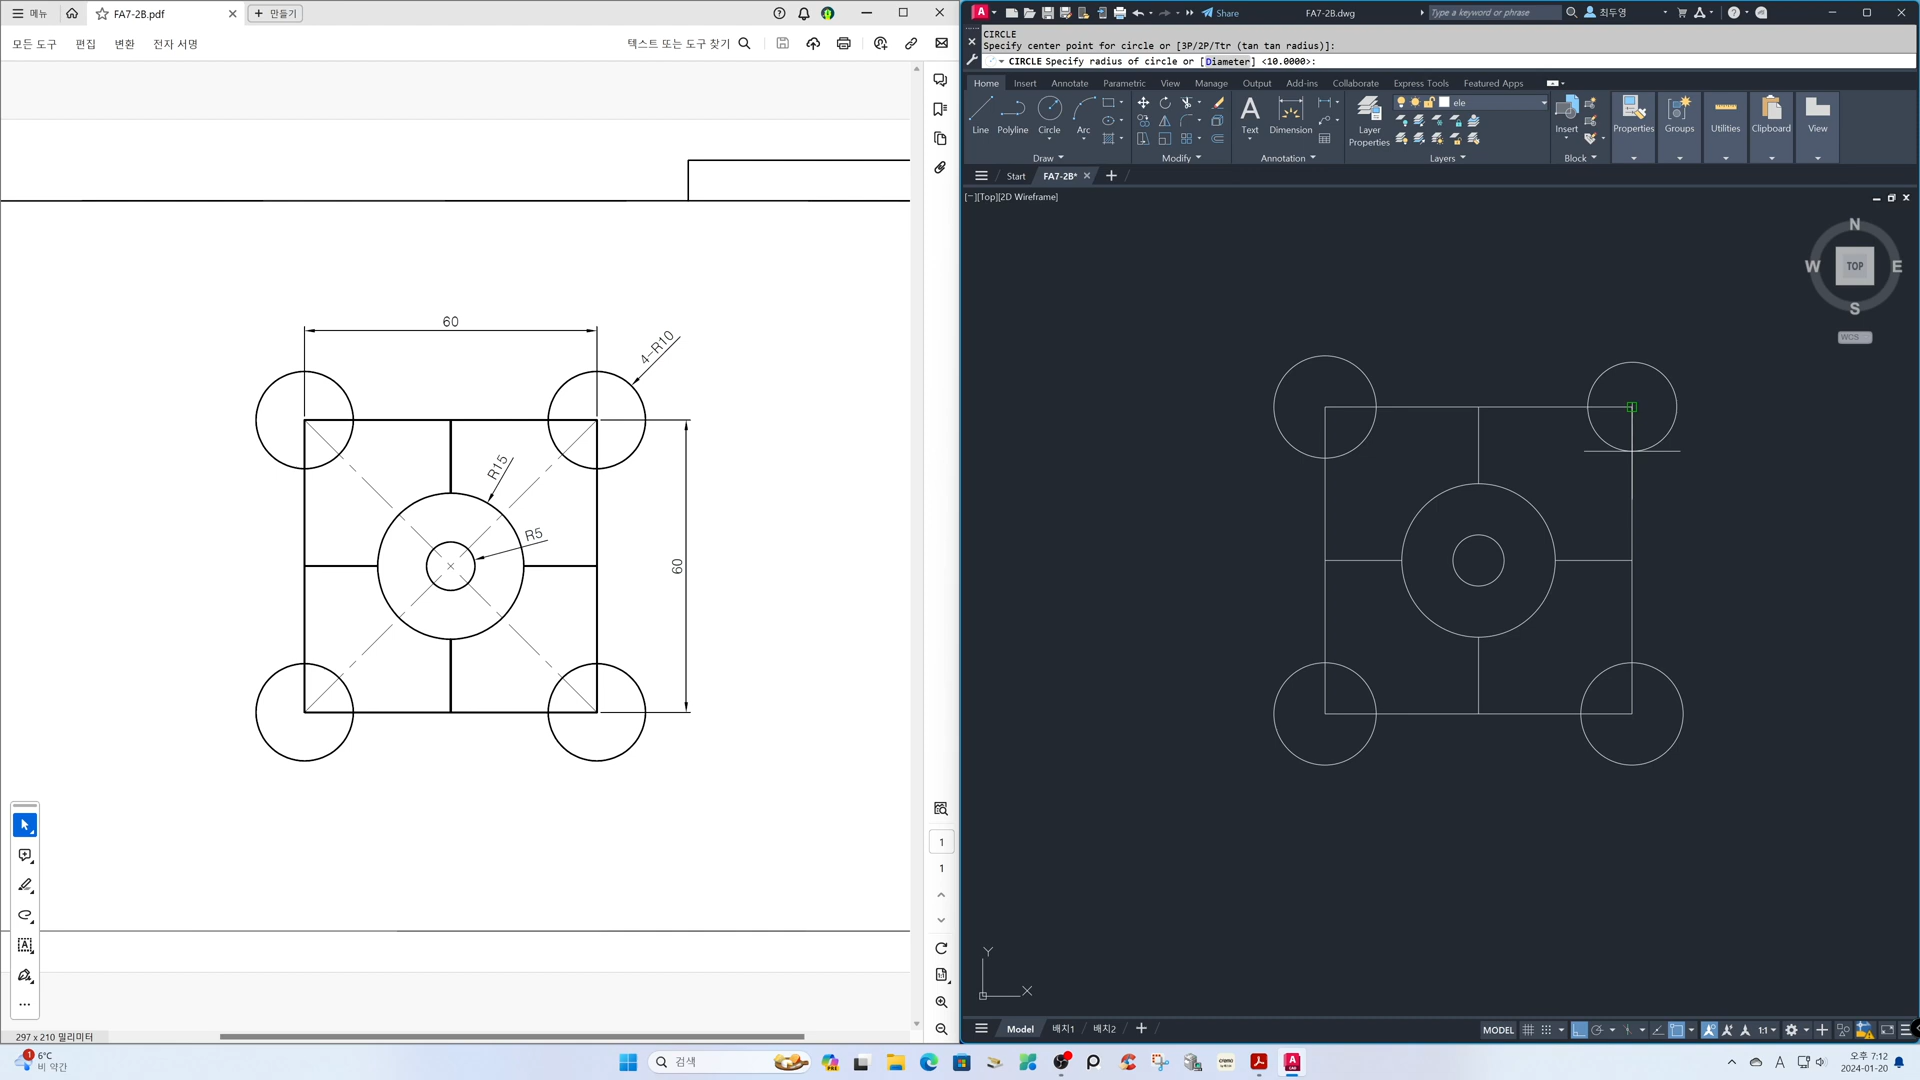 메뉴
FA7-2B.pdf
만들기
모든 도구
편집
변환
전자 서명
텍스트 또는 도구 찾기
60
4-R10
R15
R5
60
1
1
297 x 210 밀리미터
Share
FA7-2B.dwg
Type a keyword or phrase
최두영
CIRCLE
Specify center point for circle or [3P/2P/Ttr (tan tan radius)]:
CIRCLE Specify radius of circle or [Diameter] <10.0000>:
Home
Insert
Annotate
Parametric
View
Manage
Output
Add-ins
Collaborate
Express Tools
Featured Apps
Line
Polyline
Circle
Arc
Text
Dimension
Layer
Properties
ele
Insert
Properties
Groups
Utilities
Clipboard
View
Draw
Modify
Annotation
Layers
Block
Start
FA7-2B*
[−][Top][2D Wireframe]
N
W
TOP
E
S
WCS
Y
X
Model
배치1
배치2
MODEL
1:1
1
6°C
비 약간
검색
PRE
A
오후 7:12
2024-01-20